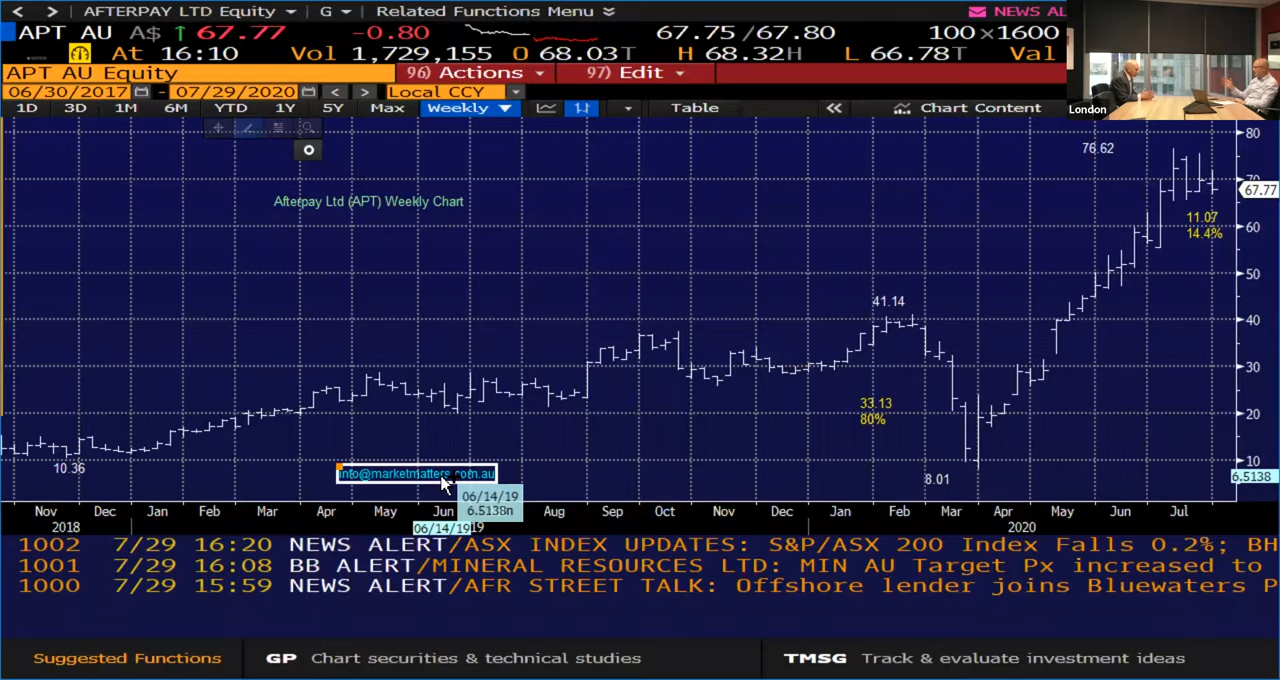 < > AFTERPAY LTD Equity G Related Functions Menu NEWS AL
APT AU A$ ↑ 67.77 -0.80 67.75/67.80 100×1600
At 16:10 Vol 1,729,155 O 68.03T H 68.32H L 66.78T Val
APT AU Equity 96) Actions 97) Edit
06/30/2017 - 07/29/2020 < > Local CCY
1D 3D 1M 6M YTD 1Y 5Y Max Weekly Table « Chart Content
London
80
76.62
Afterpay Ltd (APT) Weekly Chart
70
67.77
11.07
14.4%
60
50
41.14
40
30
33.13
80%
20
10.36
10
8.01
info@marketmatters.com.au
6.5138
06/14/19
6.5138n
Nov Dec Jan Feb Mar Apr May Jun Aug Sep Oct Nov Dec Jan Feb Mar Apr May Jun Jul
2018 06/14/19 19 2020
1002 7/29 16:20 NEWS ALERT/ASX INDEX UPDATES: S&P/ASX 200 Index Falls 0.2%; BH
1001 7/29 16:08 BB ALERT/MINERAL RESOURCES LTD: MIN AU Target Px increased to
1000 7/29 15:59 NEWS ALERT/AFR STREET TALK: Offshore lender joins Bluewaters P
Suggested Functions GP Chart securities & technical studies TMSG Track & evaluate investment ideas